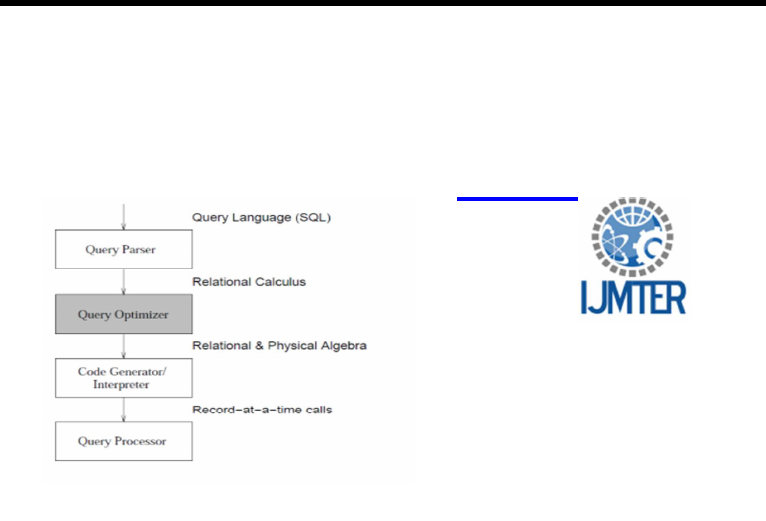 Query Language (SQL)
Query Parser
Relational Calculus
Query Optimizer
Relational & Physical Algebra
Code Generator/
Interpreter
Record-at-a-time calls
Query Processor
IJMTER